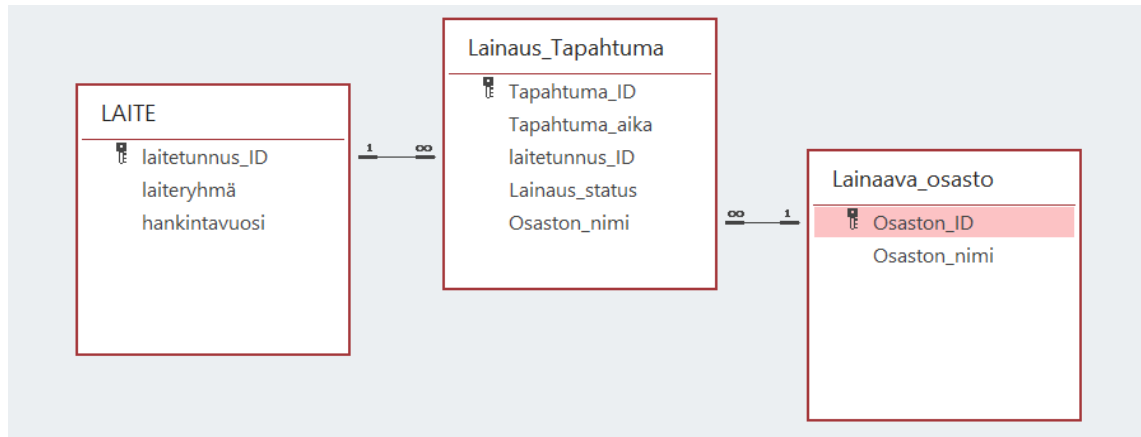 LAITE
laitetunnus_ID
laiteryhmä
hankintavuosi
1 ∞
Lainaus_Tapahtuma
Tapahtuma_ID
Tapahtuma_aika
laitetunnus_ID
Lainaus_status
Osaston_nimi
∞ 1
Lainaava_osasto
Osaston_ID
Osaston_nimi